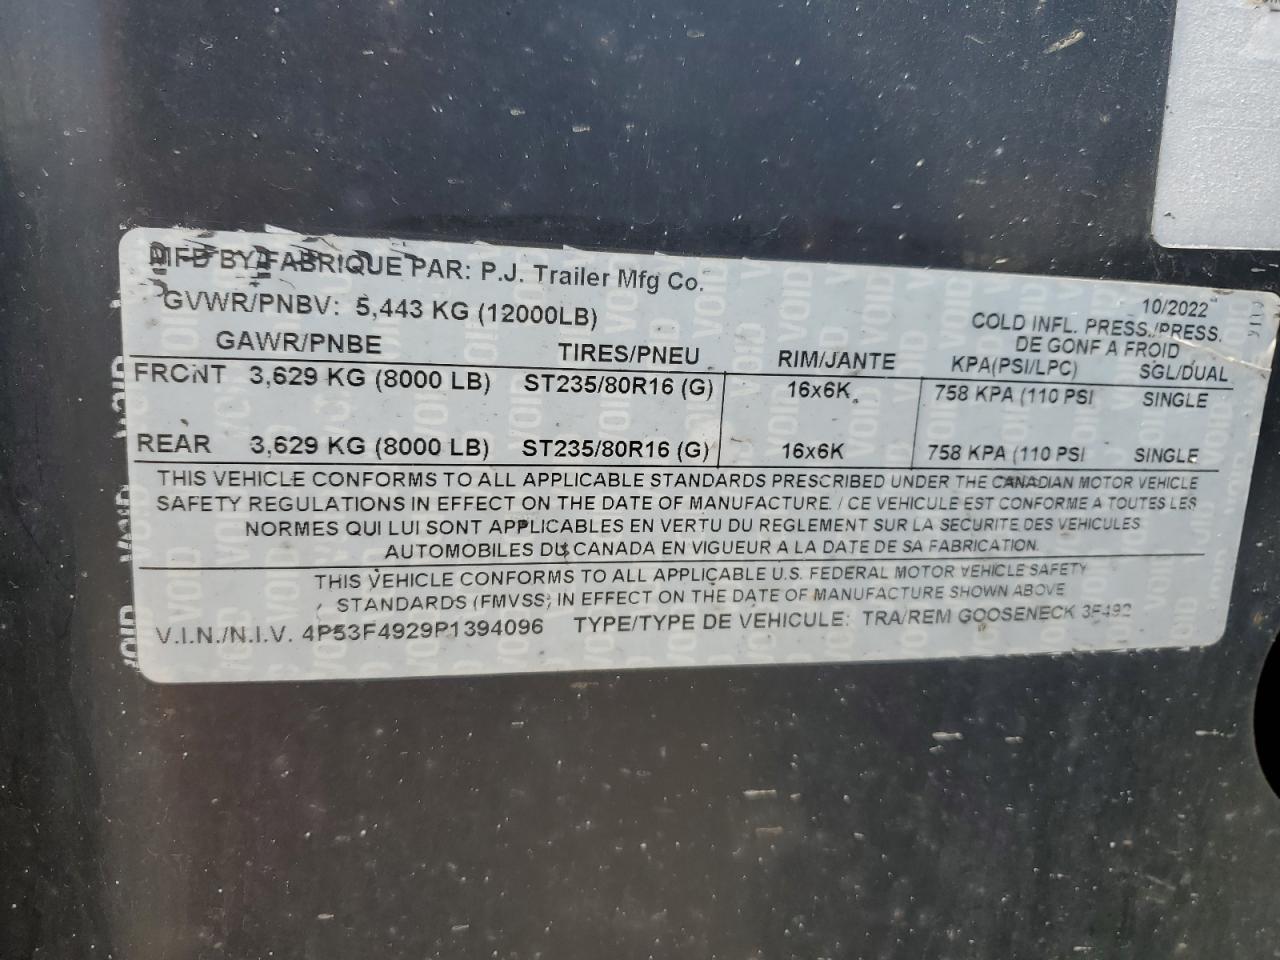 MFD BY/FABRIQUE PAR: P.J. Trailer Mfg Co.
GVWR/PNBV: 5,443 KG (12000LB) 10/2022
GAWR/PNBE TIRES/PNEU RIM/JANTE COLD INFL. PRESS./PRESS.
DE GONF A FROID
KPA(PSI/LPC) SGL/DUAL
FRONT 3,629 KG (8000 LB) ST235/80R16 (G) 16x6K 758 KPA (110 PSI SINGLE
REAR 3,629 KG (8000 LB) ST235/80R16 (G) 16x6K 758 KPA (110 PSI SINGLE
THIS VEHICLE CONFORMS TO ALL APPLICABLE STANDARDS PRESCRIBED UNDER THE CANADIAN MOTOR VEHICLE
SAFETY REGULATIONS IN EFFECT ON THE DATE OF MANUFACTURE. / CE VEHICULE EST CONFORME A TOUTES LES
NORMES QUI LUI SONT APPLICABLES EN VERTU DU REGLEMENT SUR LA SECURITE DES VEHICULES
AUTOMOBILES DU CANADA EN VIGUEUR A LA DATE DE SA FABRICATION.
THIS VEHICLE CONFORMS TO ALL APPLICABLE U.S. FEDERAL MOTOR VEHICLE SAFETY
STANDARDS (FMVSS) IN EFFECT ON THE DATE OF MANUFACTURE SHOWN ABOVE
V.I.N./N.I.V. 4P53F4929P1394096 TYPE/TYPE DE VEHICULE: TRA/REM GOOSENECK 3F492